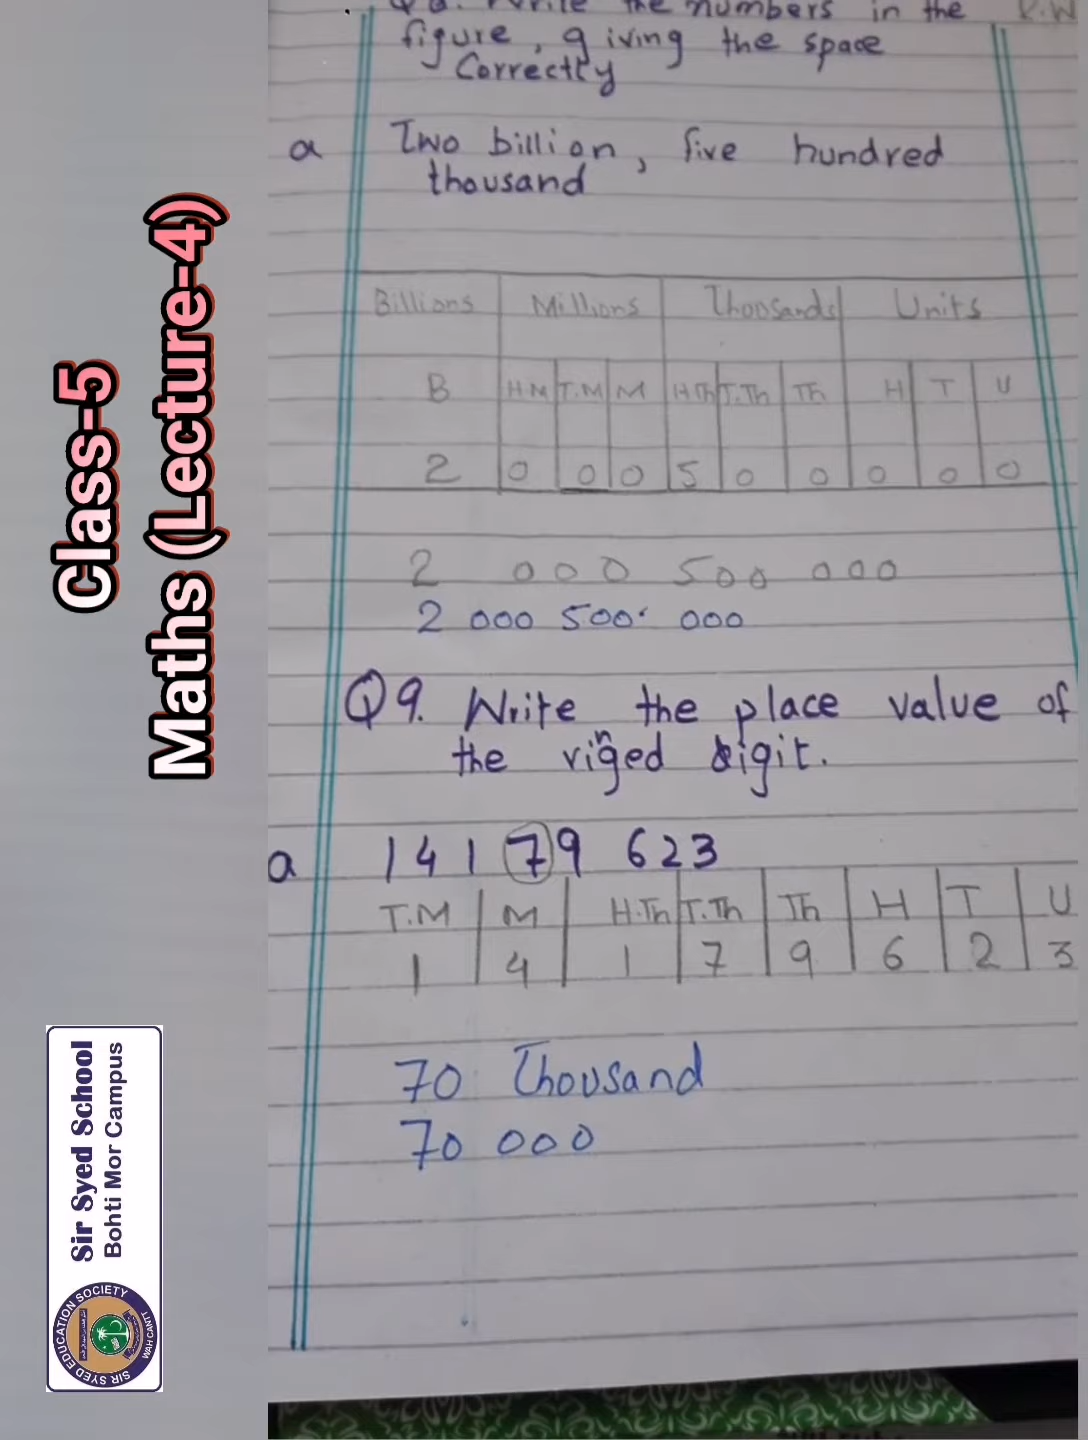 Write the numbers in the R.W
figure, giving the space
Correctly
a Two billion, five hundred
thousand
Billions Millions Thoosands Units
B H.M T.M M H.Th T.Th Th H T U
2 0 0 0 5 0 0 0 0 0
2 000 500 000
2 000 500 000
Q9. Write the place value of
the ringed digit.
a 141 79 623
T.M M H.Th T.Th Th H T U
1 4 1 7 9 6 2 3
70 Thousand
70 000
Class-5
Maths (Lecture-4)
Sir Syed School
Bohti Mor Campus
SIR SYED EDUCATION SOCIETY
WAH CANTT